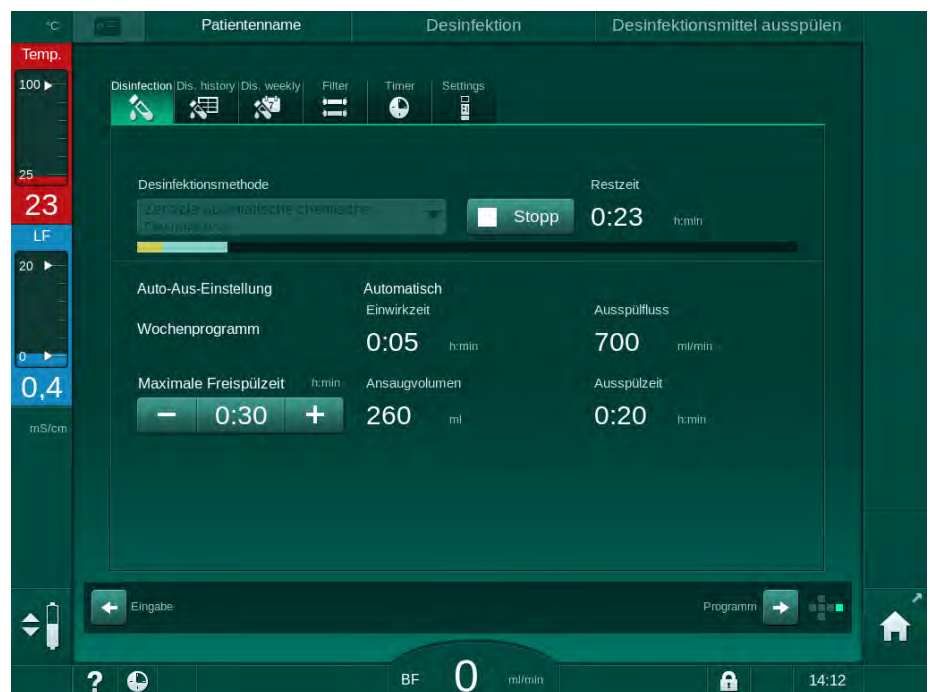 °C Patientenname Desinfektion Desinfektionsmittel ausspülen
Temp.
100
25
23
LF
20
0
0,4
mS/cm
Disinfection Dis. history Dis. weekly Filter Timer Settings
7
Desinfektionsmethode Restzeit
Stopp 0:23 h:min
Auto-Aus-Einstellung Automatisch
Einwirkzeit Ausspülfluss
Wochenprogramm
0:05 h:min 700 ml/min
Maximale Freispülzeit h:min Ansaugvolumen Ausspülzeit
− 0:30 + 260 ml 0:20 h:min
Eingabe Programm
? BF 0 ml/min 14:12